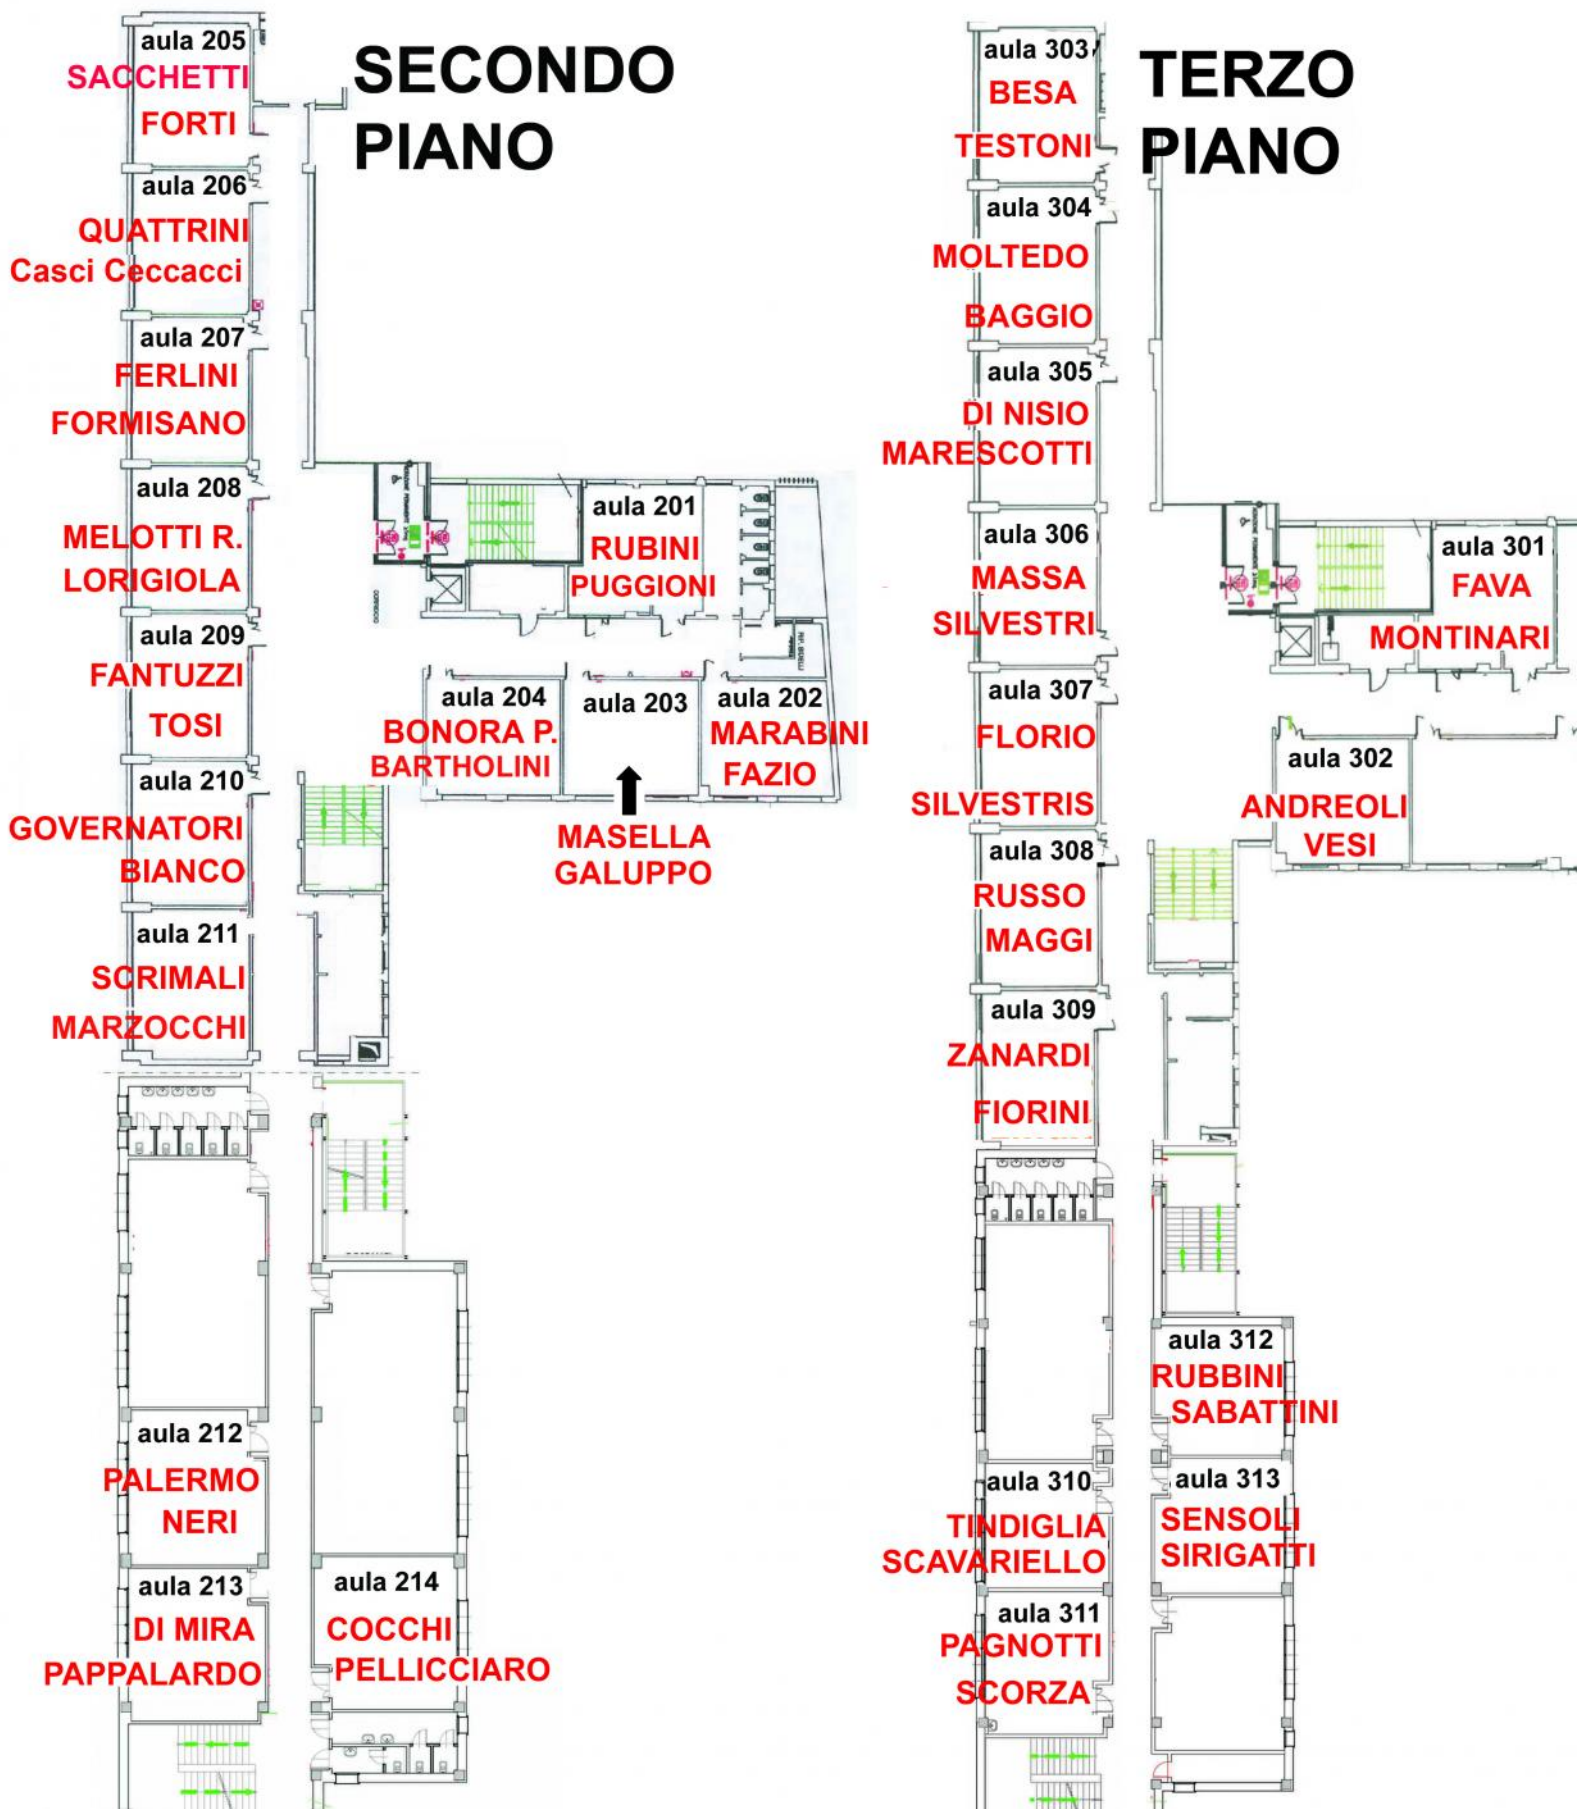 SECONDO
PIANO
aula 205
SACCHETTI
FORTI
aula 206
QUATTRINI
Casci Ceccacci
aula 207
FERLINI
FORMISANO
aula 208
MELOTTI R.
LORIGIOLA
aula 209
FANTUZZI
TOSI
aula 210
GOVERNATORI
BIANCO
aula 211
SCRIMALI
MARZOCCHI
aula 201
RUBINI
PUGGIONI
aula 204
BONORA P.
BARTHOLINI
aula 203
MASELLA
GALUPPO
aula 202
MARABINI
FAZIO
aula 212
PALERMO
NERI
aula 213
DI MIRA
PAPPALARDO
aula 214
COCCHI
PELLICCIARO
TERZO
PIANO
aula 303
BESA
TESTONI
aula 304
MOLTEDO
BAGGIO
aula 305
DI NISIO
MARESCOTTI
aula 306
MASSA
SILVESTRI
aula 307
FLORIO
SILVESTRIS
aula 308
RUSSO
MAGGI
aula 309
ZANARDI
FIORINI
aula 301
FAVA
MONTINARI
aula 302
ANDREOLI
VESI
aula 312
RUBBINI
SABATTINI
aula 310
TINDIGLIA
SCAVARIELLO
aula 313
SENSOLI
SIRIGATTI
aula 311
PAGNOTTI
SCORZA